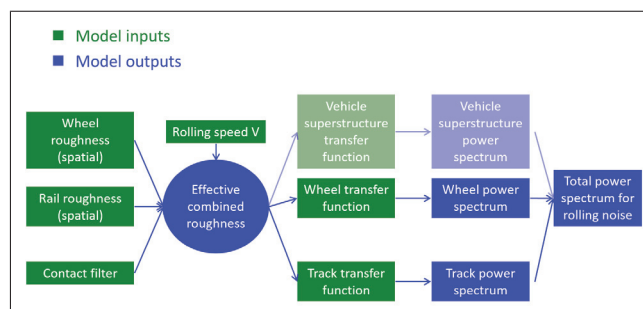 Model inputs
Model outputs
Wheel
roughness
(spatial)
Rail roughness
(spatial)
Contact filter
Rolling speed V
Effective
combined
roughness
Vehicle
superstructure
transfer
function
Vehicle
superstructure
power
spectrum
Wheel transfer
function
Wheel power
spectrum
Track transfer
function
Track power
spectrum
Total power
spectrum for
rolling noise